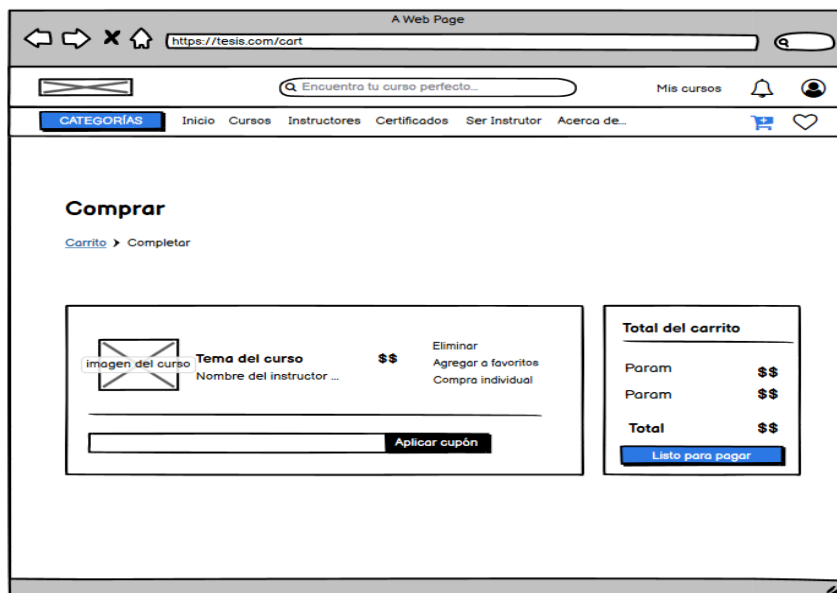 A Web Page
https://tesis.com/cart
Encuentra tu curso perfecto...
Mis cursos
CATEGORÍAS Inicio Cursos Instructores Certificados Ser Instrutor Acerca de...
Comprar
Carrito > Completar
imagen del curso
Tema del curso
Nombre del instructor ...
$$
Eliminar
Agregar a favoritos
Compra individual
Aplicar cupón
Total del carrito
Param $$
Param $$
Total $$
Listo para pagar